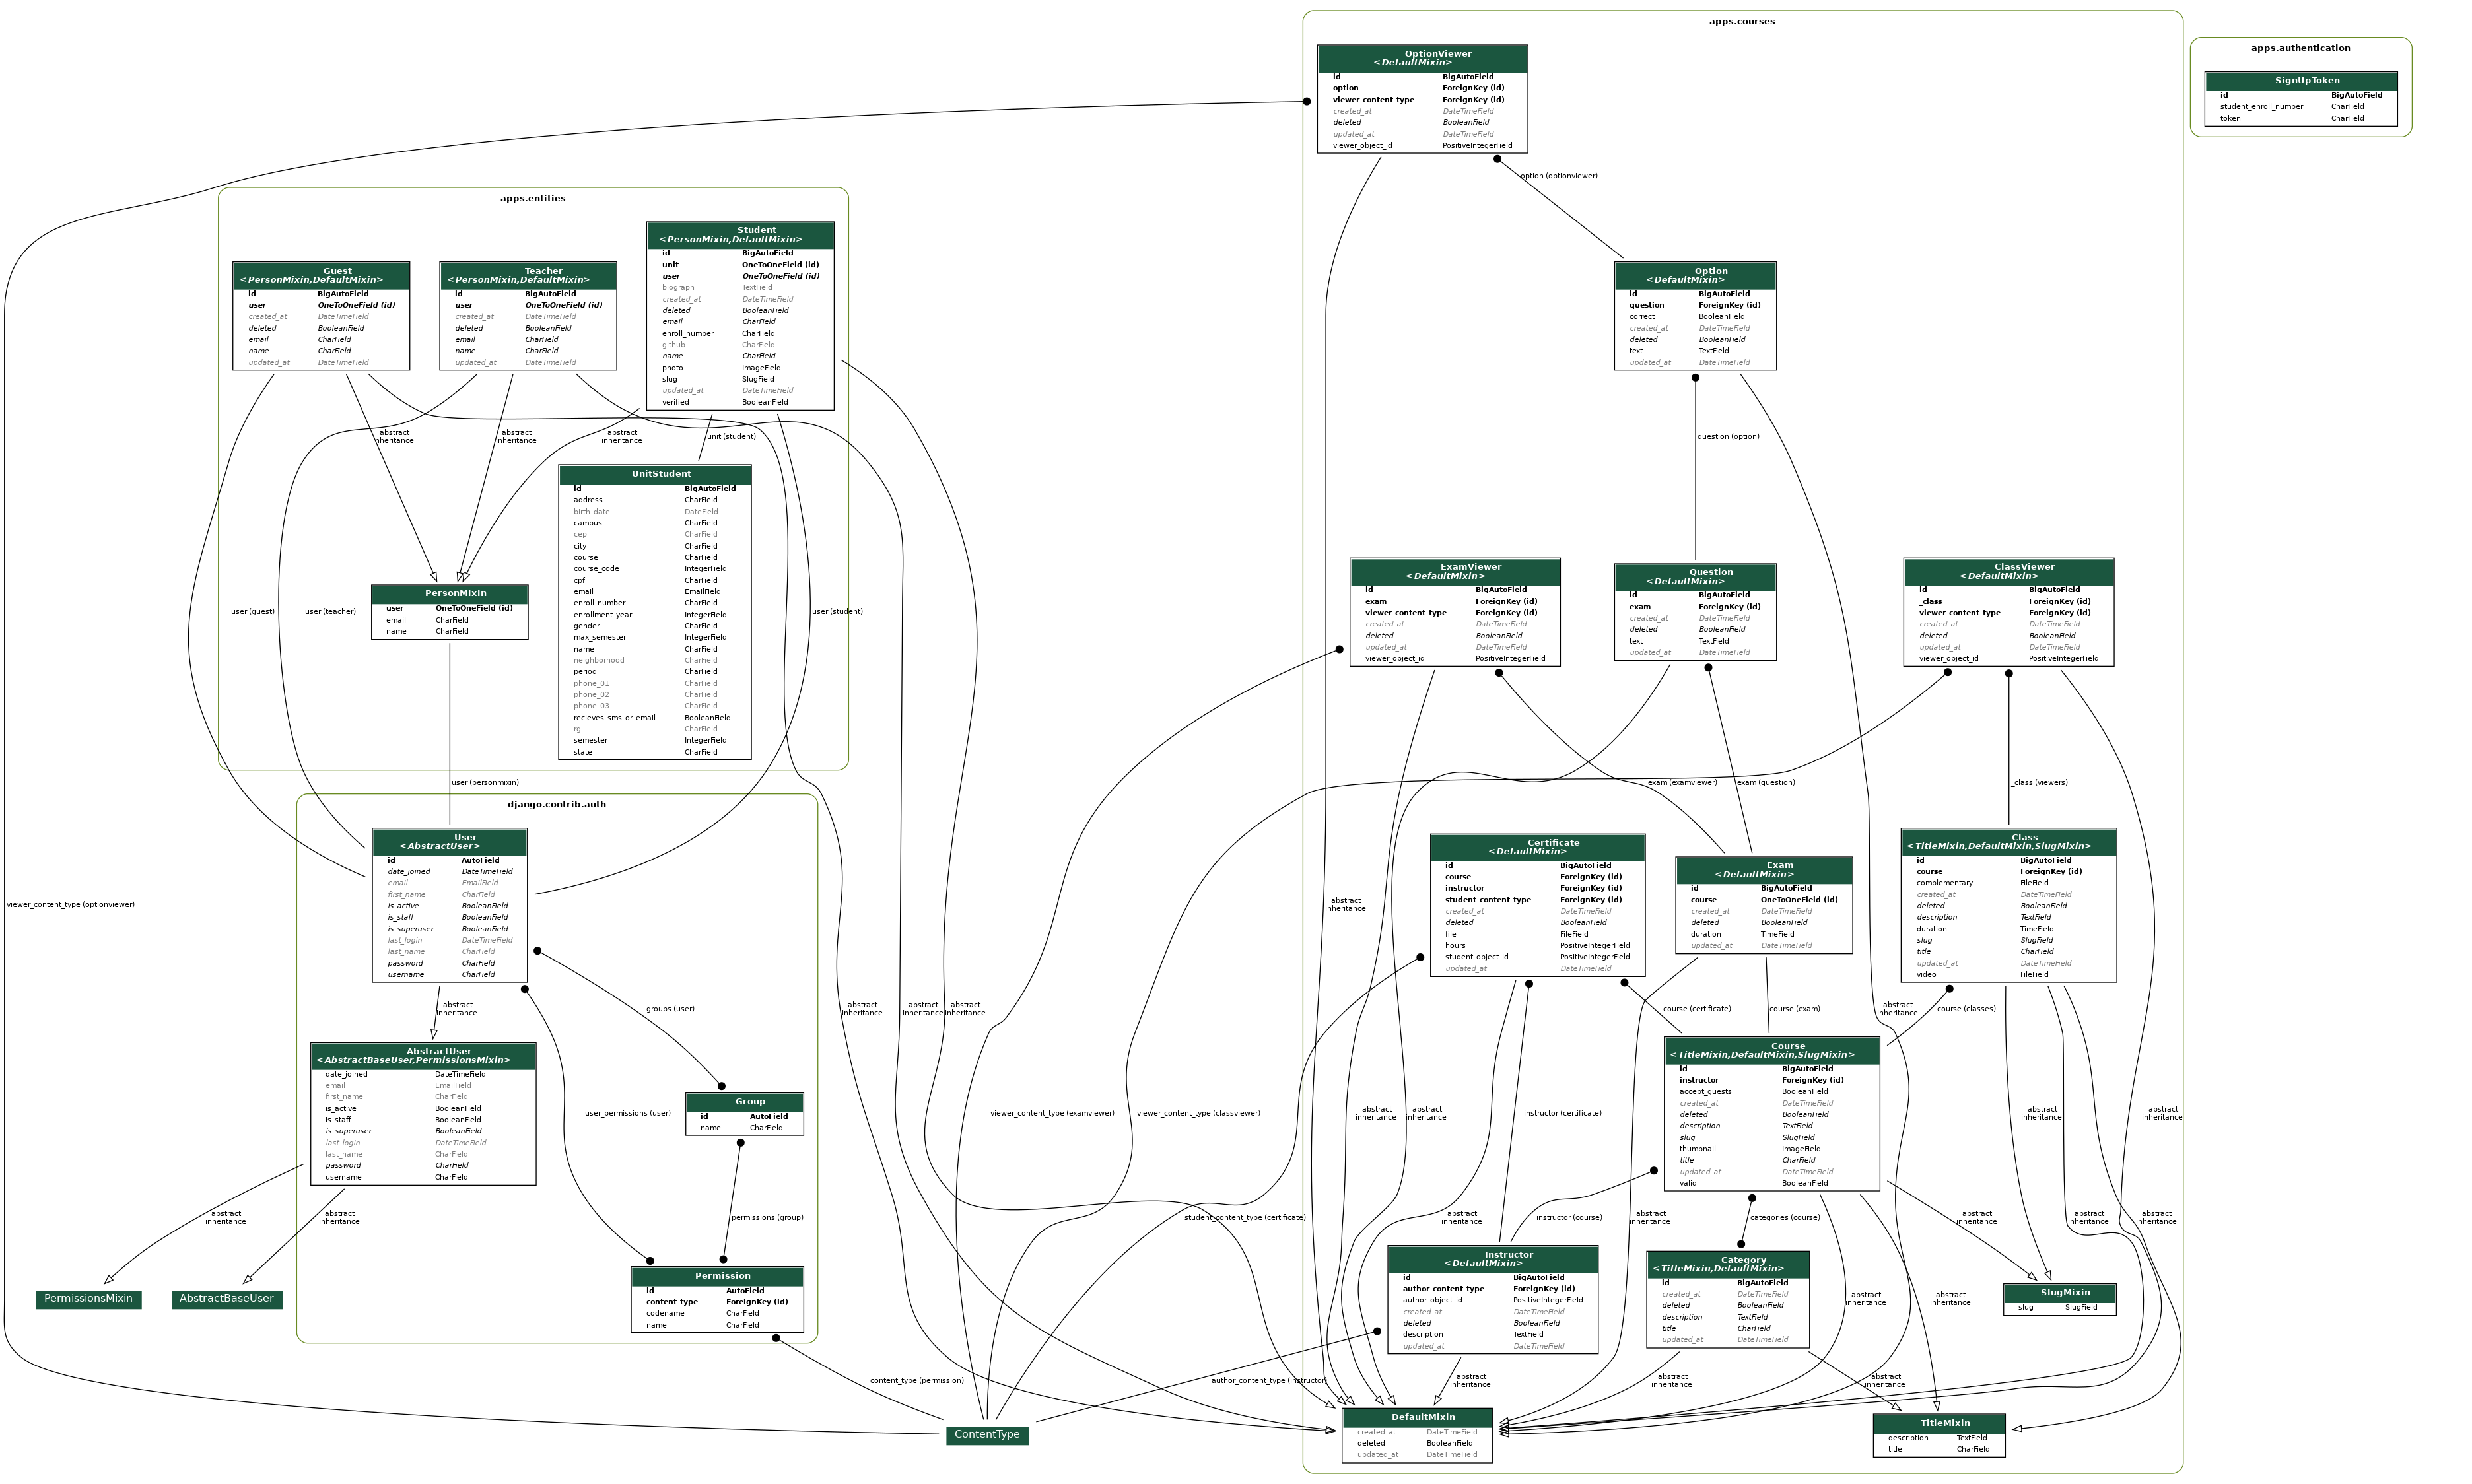 apps.courses
apps.authentication
SignUpToken
id BigAutoField
student_enroll_number CharField
token CharField
OptionViewer
<DefaultMixin>
id BigAutoField
option ForeignKey (id)
viewer_content_type ForeignKey (id)
created_at DateTimeField
deleted BooleanField
updated_at DateTimeField
viewer_object_id PositiveIntegerField
option (optionviewer)
apps.entities
Guest
<PersonMixin,DefaultMixin>
id BigAutoField
user OneToOneField (id)
created_at DateTimeField
deleted BooleanField
email CharField
name CharField
updated_at DateTimeField
Teacher
<PersonMixin,DefaultMixin>
id BigAutoField
user OneToOneField (id)
created_at DateTimeField
deleted BooleanField
email CharField
name CharField
updated_at DateTimeField
Student
<PersonMixin,DefaultMixin>
id BigAutoField
unit OneToOneField (id)
user OneToOneField (id)
biograph TextField
created_at DateTimeField
deleted BooleanField
email CharField
enroll_number CharField
github CharField
name CharField
photo ImageField
slug SlugField
updated_at DateTimeField
verified BooleanField
Option
<DefaultMixin>
id BigAutoField
question ForeignKey (id)
correct BooleanField
created_at DateTimeField
deleted BooleanField
text TextField
updated_at DateTimeField
abstract
inheritance
abstract
inheritance
abstract
inheritance
unit (student)
question (option)
UnitStudent
id BigAutoField
address CharField
birth_date DateField
campus CharField
cep CharField
city CharField
course CharField
course_code IntegerField
cpf CharField
email EmailField
enroll_number CharField
enrollment_year IntegerField
gender CharField
max_semester IntegerField
name CharField
neighborhood CharField
period CharField
phone_01 CharField
phone_02 CharField
phone_03 CharField
recieves_sms_or_email BooleanField
rg CharField
semester IntegerField
state CharField
PersonMixin
user OneToOneField (id)
email CharField
name CharField
user (guest)
user (teacher)
user (student)
user (personmixin)
ExamViewer
<DefaultMixin>
id BigAutoField
exam ForeignKey (id)
viewer_content_type ForeignKey (id)
created_at DateTimeField
deleted BooleanField
updated_at DateTimeField
viewer_object_id PositiveIntegerField
Question
<DefaultMixin>
id BigAutoField
exam ForeignKey (id)
created_at DateTimeField
deleted BooleanField
text TextField
updated_at DateTimeField
ClassViewer
<DefaultMixin>
id BigAutoField
_class ForeignKey (id)
viewer_content_type ForeignKey (id)
created_at DateTimeField
deleted BooleanField
updated_at DateTimeField
viewer_object_id PositiveIntegerField
exam (examviewer)
exam (question)
_class (viewers)
django.contrib.auth
User
<AbstractUser>
id AutoField
date_joined DateTimeField
email EmailField
first_name CharField
is_active BooleanField
is_staff BooleanField
is_superuser BooleanField
last_login DateTimeField
last_name CharField
password CharField
username CharField
viewer_content_type (optionviewer)
abstract
inheritance
Certificate
<DefaultMixin>
id BigAutoField
course ForeignKey (id)
instructor ForeignKey (id)
student_content_type ForeignKey (id)
created_at DateTimeField
deleted BooleanField
file FileField
hours PositiveIntegerField
student_object_id PositiveIntegerField
updated_at DateTimeField
Exam
<DefaultMixin>
id BigAutoField
course OneToOneField (id)
created_at DateTimeField
deleted BooleanField
duration TimeField
updated_at DateTimeField
Class
<TitleMixin,DefaultMixin,SlugMixin>
id BigAutoField
course ForeignKey (id)
complementary FileField
created_at DateTimeField
deleted BooleanField
description TextField
duration TimeField
slug SlugField
title CharField
updated_at DateTimeField
video FileField
abstract
inheritance
groups (user)
abstract
inheritance
abstract
inheritance
abstract
inheritance
course (certificate)
course (exam)
abstract
inheritance
course (classes)
AbstractUser
<AbstractBaseUser,PermissionsMixin>
date_joined DateTimeField
email EmailField
first_name CharField
is_active BooleanField
is_staff BooleanField
is_superuser BooleanField
last_login DateTimeField
last_name CharField
password CharField
username CharField
user_permissions (user)
Group
id AutoField
name CharField
viewer_content_type (examviewer)
viewer_content_type (classviewer)
abstract
inheritance
abstract
inheritance
instructor (certificate)
Course
<TitleMixin,DefaultMixin,SlugMixin>
id BigAutoField
instructor ForeignKey (id)
accept_guests BooleanField
created_at DateTimeField
deleted BooleanField
description TextField
slug SlugField
thumbnail ImageField
title CharField
updated_at DateTimeField
valid BooleanField
abstract
inheritance
abstract
inheritance
abstract
inheritance
abstract
inheritance
permissions (group)
student_content_type (certificate)
abstract
inheritance
instructor (course)
abstract
inheritance
categories (course)
abstract
inheritance
abstract
inheritance
abstract
inheritance
PermissionsMixin
AbstractBaseUser
Permission
id AutoField
content_type ForeignKey (id)
codename CharField
name CharField
Instructor
<DefaultMixin>
id BigAutoField
author_content_type ForeignKey (id)
author_object_id PositiveIntegerField
created_at DateTimeField
deleted BooleanField
description TextField
updated_at DateTimeField
Category
<TitleMixin,DefaultMixin>
id BigAutoField
created_at DateTimeField
deleted BooleanField
description TextField
title CharField
updated_at DateTimeField
abstract
inheritance
abstract
inheritance
SlugMixin
slug SlugField
content_type (permission)
author_content_type (instructor)
abstract
inheritance
abstract
inheritance
abstract
inheritance
ContentType
DefaultMixin
created_at DateTimeField
deleted BooleanField
updated_at DateTimeField
TitleMixin
description TextField
title CharField